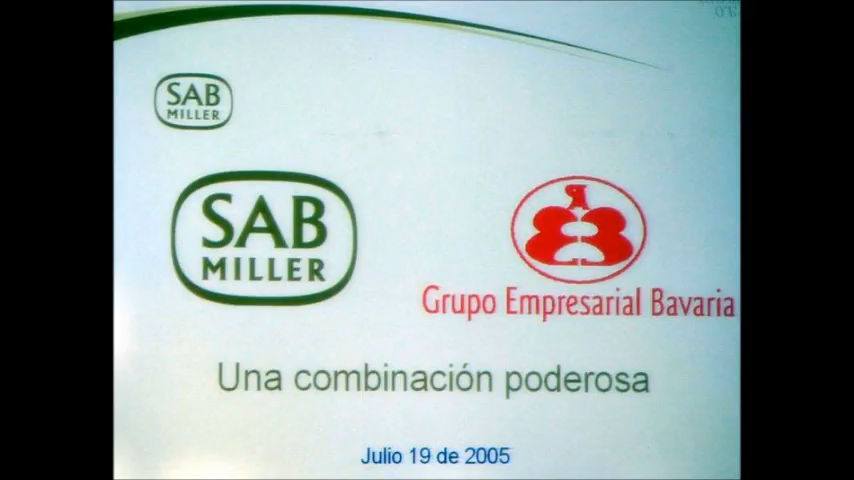 SAB
MILLER
SAB
MILLER
Grupo Empresarial Bavaria
Una combinación poderosa
Julio 19 de 2005